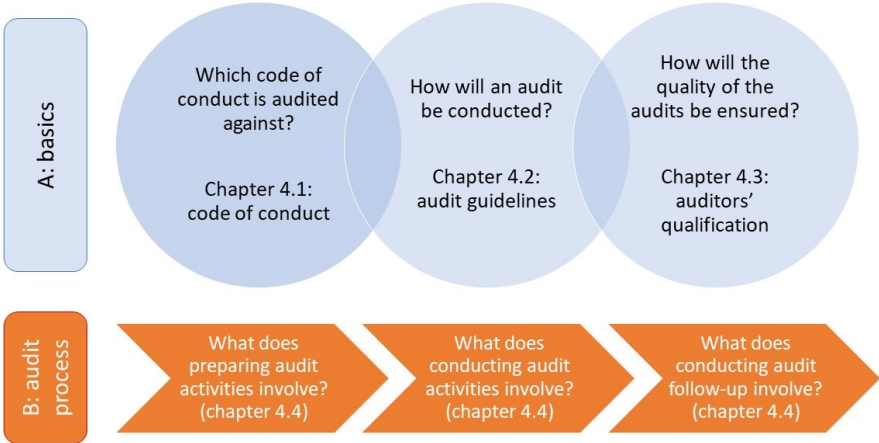 A: basics
Which code of
conduct is audited
against?
Chapter 4.1:
code of conduct
How will an audit
be conducted?
Chapter 4.2:
audit guidelines
How will the
quality of the
audits be ensured?
Chapter 4.3:
auditors’
qualification
B: audit
process
What does
preparing audit
activities involve?
(chapter 4.4)
What does
conducting audit
activities involve?
(chapter 4.4)
What does
conducting audit
follow-up involve?
(chapter 4.4)